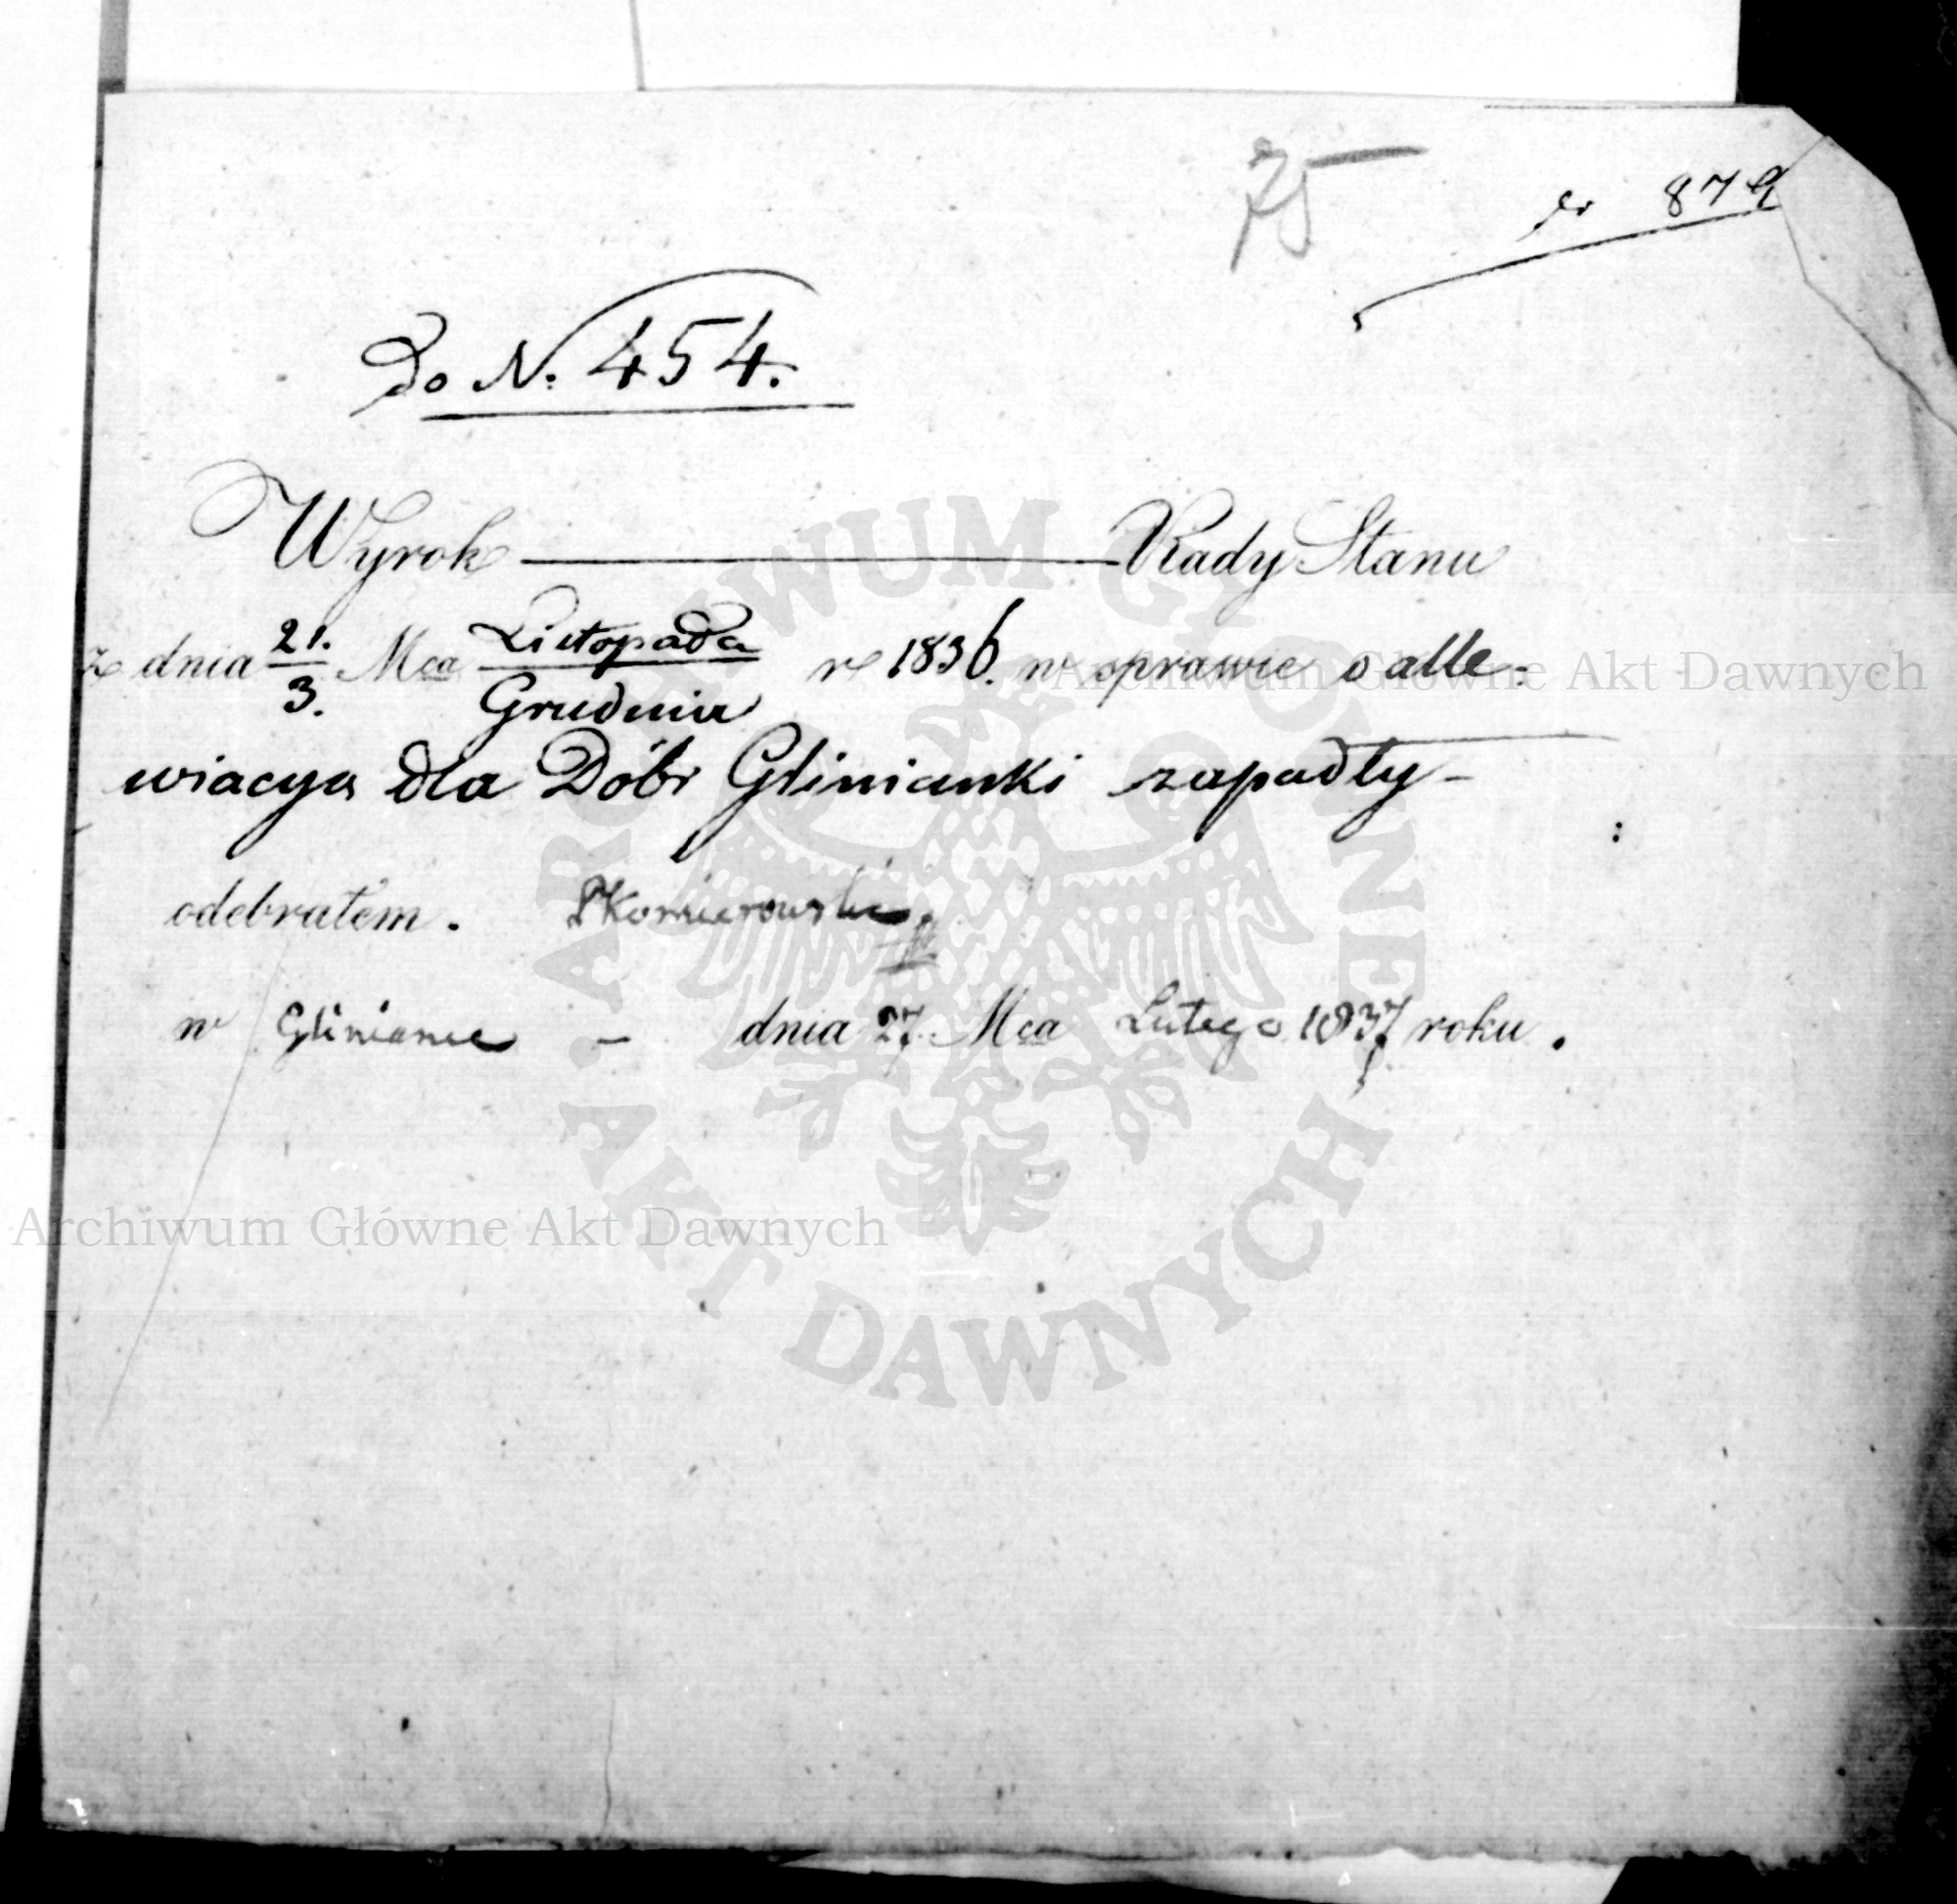 75
N 879
Do N: 454.
Wyrok Rady Stanu
z dnia 21./3. Mca Listopada/Grudnia r 1836. w sprawie o alle=
wiacyą dla Dóbr Glinianki zapadły -
odebrałem. Komierowski
w Gliniance - dnia 27. Mca Lutego 1837 roku.
ARCHIWUM GŁÓWNE AKT DAWNYCH
Archiwum Główne Akt Dawnych
Archiwum Główne Akt Dawnych